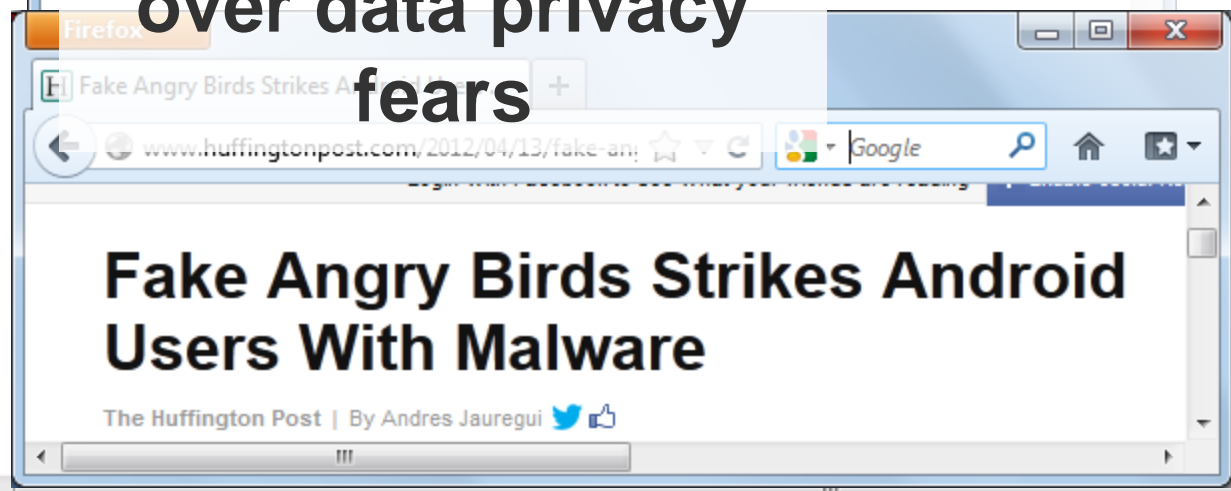 over data privacy
Firefox
fears
Fake Angry Birds Strikes Android
www.huffingtonpost.com/2012/04/13/fake-an
Google
Fake Angry Birds Strikes Android
Users With Malware
The Huffington Post | By Andres Jauregui